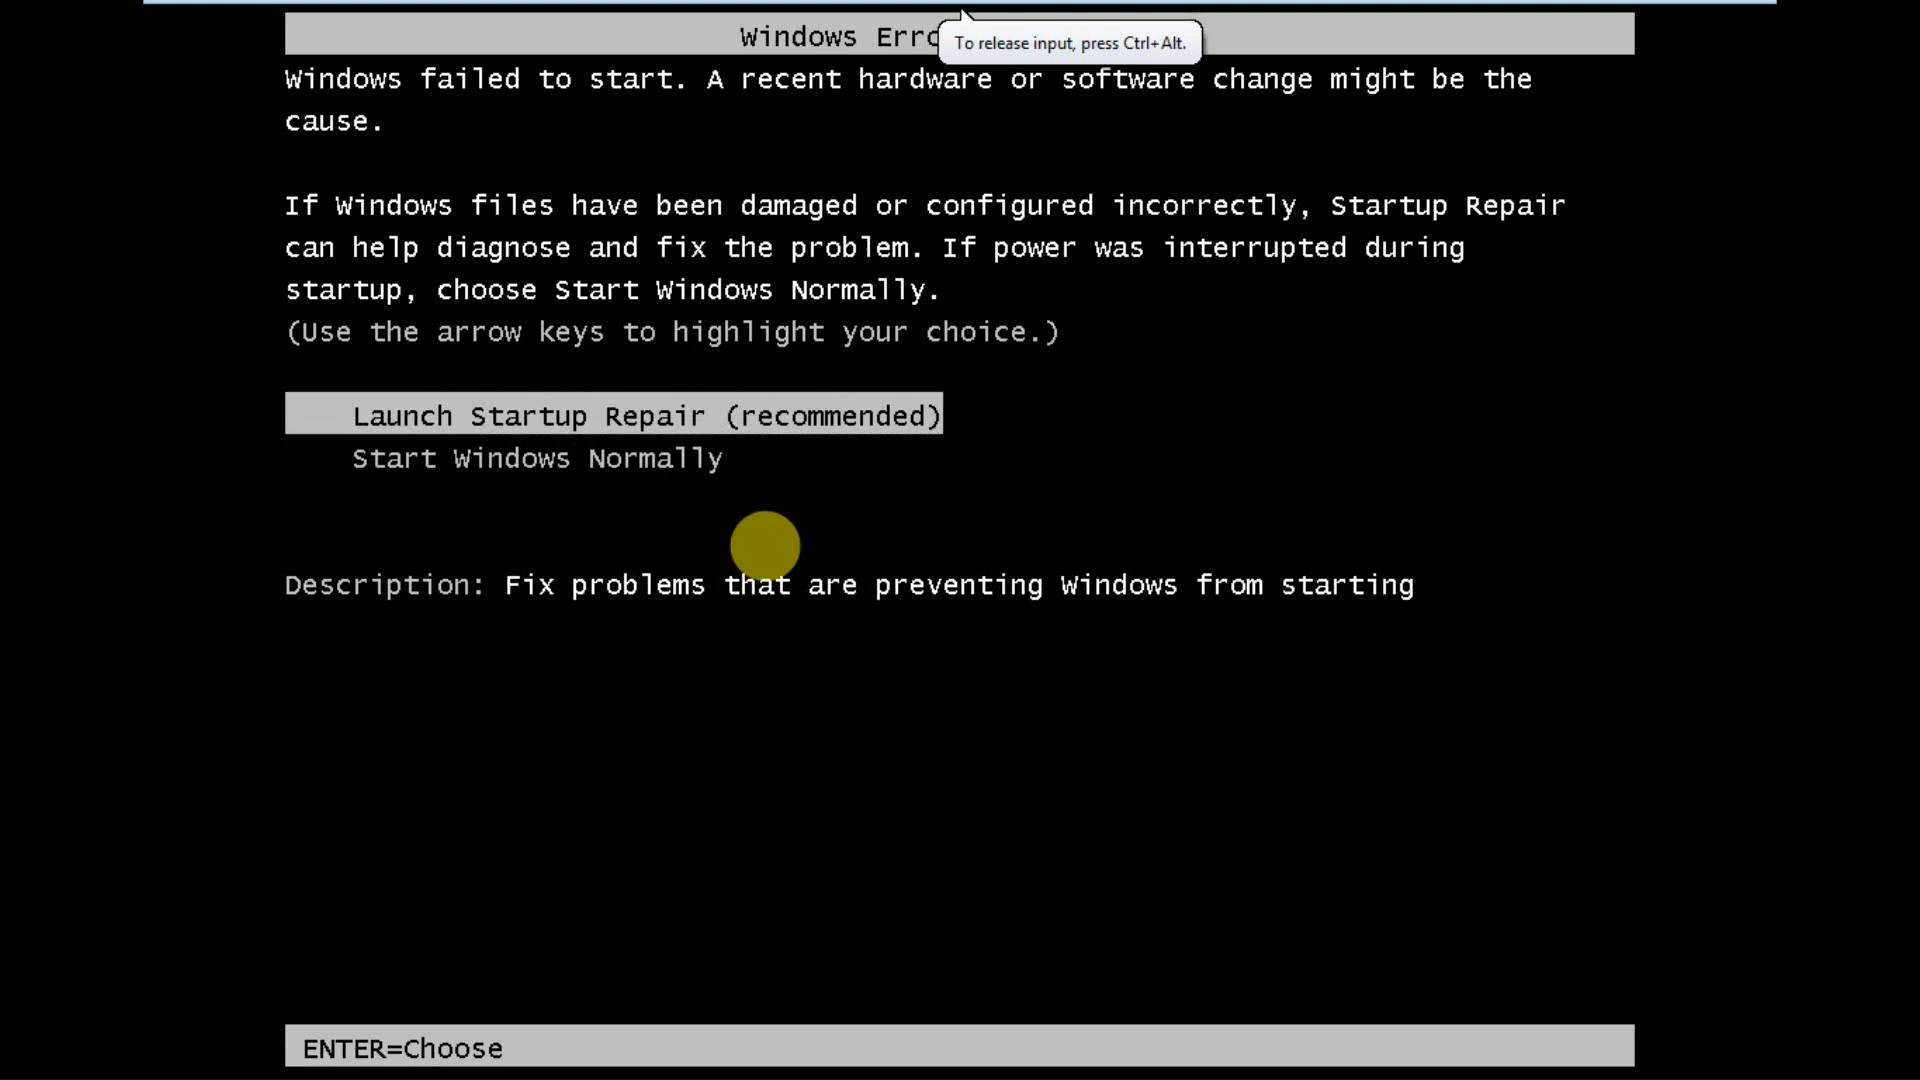 Windows Erro
To release input, press Ctrl+Alt.
Windows failed to start. A recent hardware or software change might be the
cause.
If Windows files have been damaged or configured incorrectly, Startup Repair
can help diagnose and fix the problem. If power was interrupted during
startup, choose Start Windows Normally.
(Use the arrow keys to highlight your choice.)
Launch Startup Repair (recommended)
Start Windows Normally
Description: Fix problems that are preventing Windows from starting
ENTER=Choose